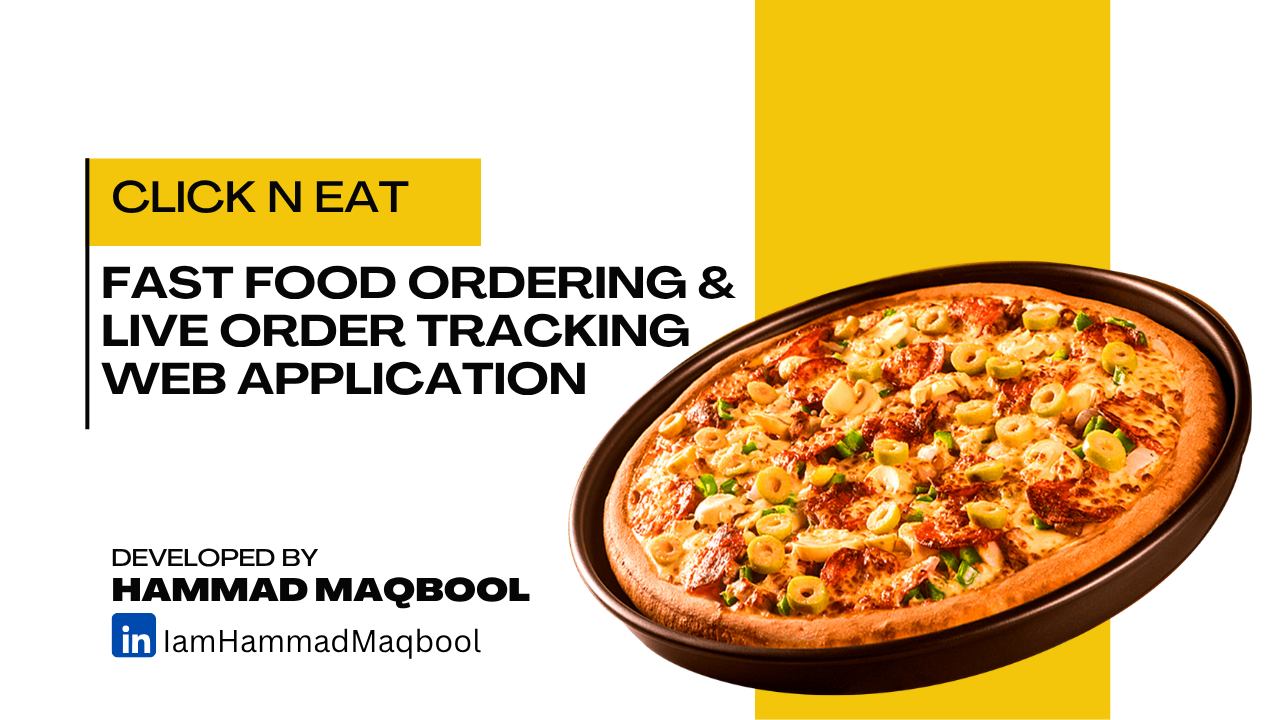 CLICK N EAT
FAST FOOD ORDERING &
LIVE ORDER TRACKING
WEB APPLICATION
DEVELOPED BY
HAMMAD MAQBOOL
in IamHammadMaqbool